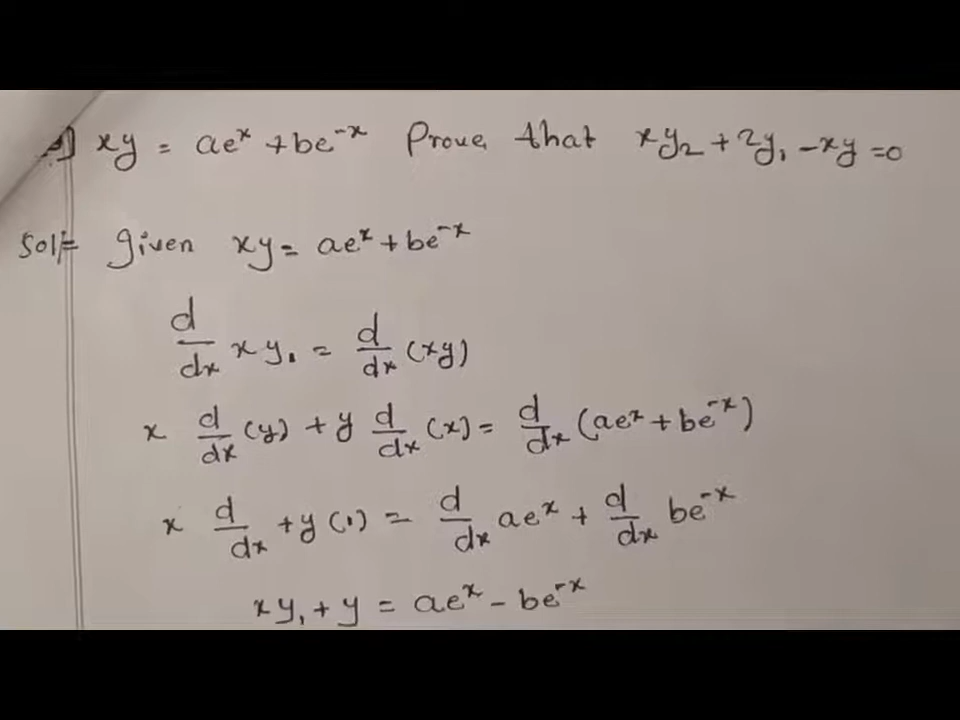 xy = ae^x + be^-x Prove that xy₂ + 2y₁ - xy = 0
Sol:- given xy = ae^x + be^-x
d/dx xy₁ = d/dx (xy)
x d/dx (y) + y d/dx (x) = d/dx (ae^x + be^-x)
x d/dx + y (1) = d/dx ae^x + d/dx be^-x
xy₁ + y = ae^x - be^-x